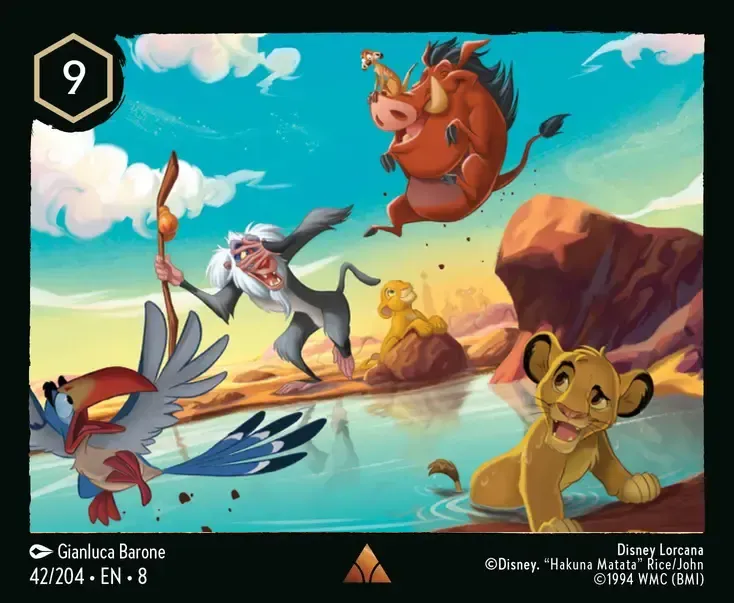 9
Gianluca Barone
42/204 • EN • 8
Disney Lorcana
©Disney. “Hakuna Matata” Rice/John
©1994 WMC (BMI)